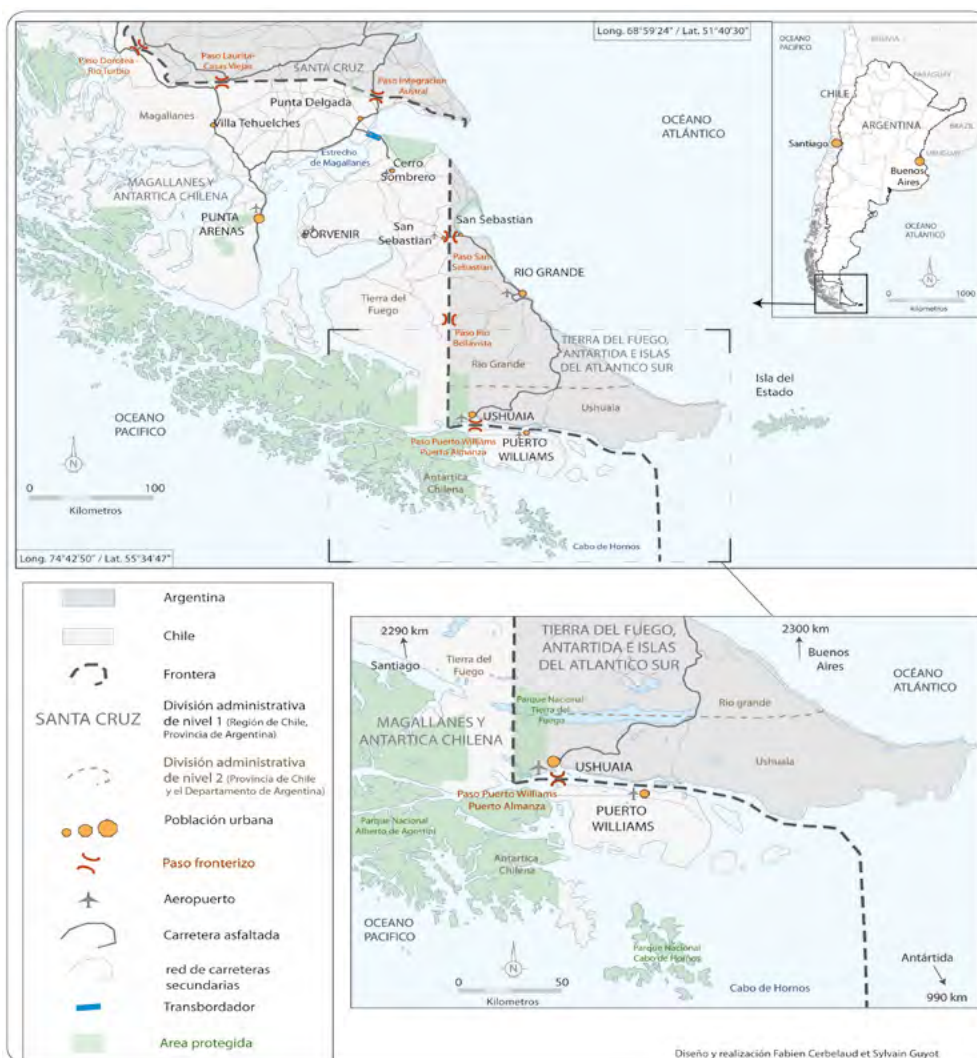 Long. 68°59'24" / Lat. 51°40'30"
Paso Dorotea -
Rio Turbio
Paso Laurita-
Casas Viejas
SANTA CRUZ
Paso Integracion
Austral
Magallanes
Punta Delgada
Villa Tehuelches
Estrecho
de Magallanes
Cerro
Sombrero
OCÉANO
ATLÁNTICO
MAGALLANES Y
ANTARTICA CHILENA
PUNTA
ARENAS
PORVENIR
San
Sebastian
San Sebastian
Paso San
Sebastian
RIO GRANDE
Tierra del
Fuego
Paso Rio
Bellavista
TIERRA DEL FUEGO,
ANTARTIDA E ISLAS
DEL ATLANTICO SUR
Rio Grande
Isla del
Estado
OCEANO
PACIFICO
USHUAIA
Ushuaia
Paso Puerto Williams
Puerto Almanza
PUERTO
WILLIAMS
N
0 100
Kilometros
Antartica
Chilena
Cabo de Hornos
Long. 74°42'50" / Lat. 55°34'47"
OCEANO
PACIFICO
PARAGUAY
CHILE
BRAZIL
ARGENTINA
Santiago
URUGUAY
Buenos
Aires
OCÉANO
ATLÁNTICO
N
0 1090
Kilometros
Argentina
Chile
Frontera
SANTA CRUZ
División administrativa
de nivel 1 (Región de Chile,
Provincia de Argentina)
División administrativa
de nivel 2 (Provincia de Chile
y el Departamento de Argentina)
Población urbana
Paso fronterizo
Aeropuerto
Carretera asfaltada
red de carreteras
secundarias
Transbordador
Area protegida
2290 km
Santiago
Tierra del
Fuego
TIERRA DEL FUEGO,
ANTARTIDA E ISLAS
DEL ATLANTICO SUR
2300 km
Buenos
Aires
OCÉANO
ATLÁNTICO
Parque Nacional
Tierra del
Fuego
Rio grande
MAGALLANES Y
ANTARTICA CHILENA
USHUAIA
Ushuaia
Paso Puerto Williams
Puerto Almanza
PUERTO
WILLIAMS
Parque Nacional
Alberto de Agostini
Antartica
Chilena
OCEANO
PACIFICO
N
Parque Nacional
Cabo de Hornos
0 50
Kilometros
Cabo de Hornos
Antártida
990 km
Diseño y realización Fabien Cerbelaud et Sylvain Guyot